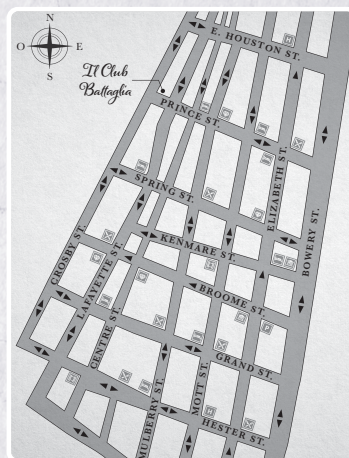 N
O
E
S
E. HOUSTON ST.
Il Club
Battaglia
PRINCE ST.
ELIZABETH ST.
SPRING ST.
BOWERY ST.
KENMARE ST.
CROSBY ST.
LAFAYETTE ST.
BROOME ST.
CENTRE ST.
GRAND ST.
MOTT ST.
MULBERRY ST.
HESTER ST.